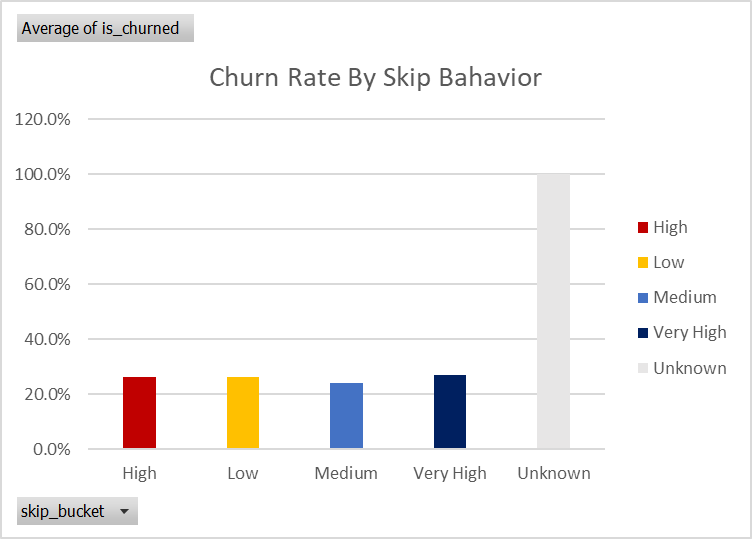 Average of is_churned
Churn Rate By Skip Bahavior
120.0%
100.0%
80.0%
60.0%
40.0%
20.0%
0.0%
High
Low
Medium
Very High
Unknown
High
Low
Medium
Very High
Unknown
skip_bucket